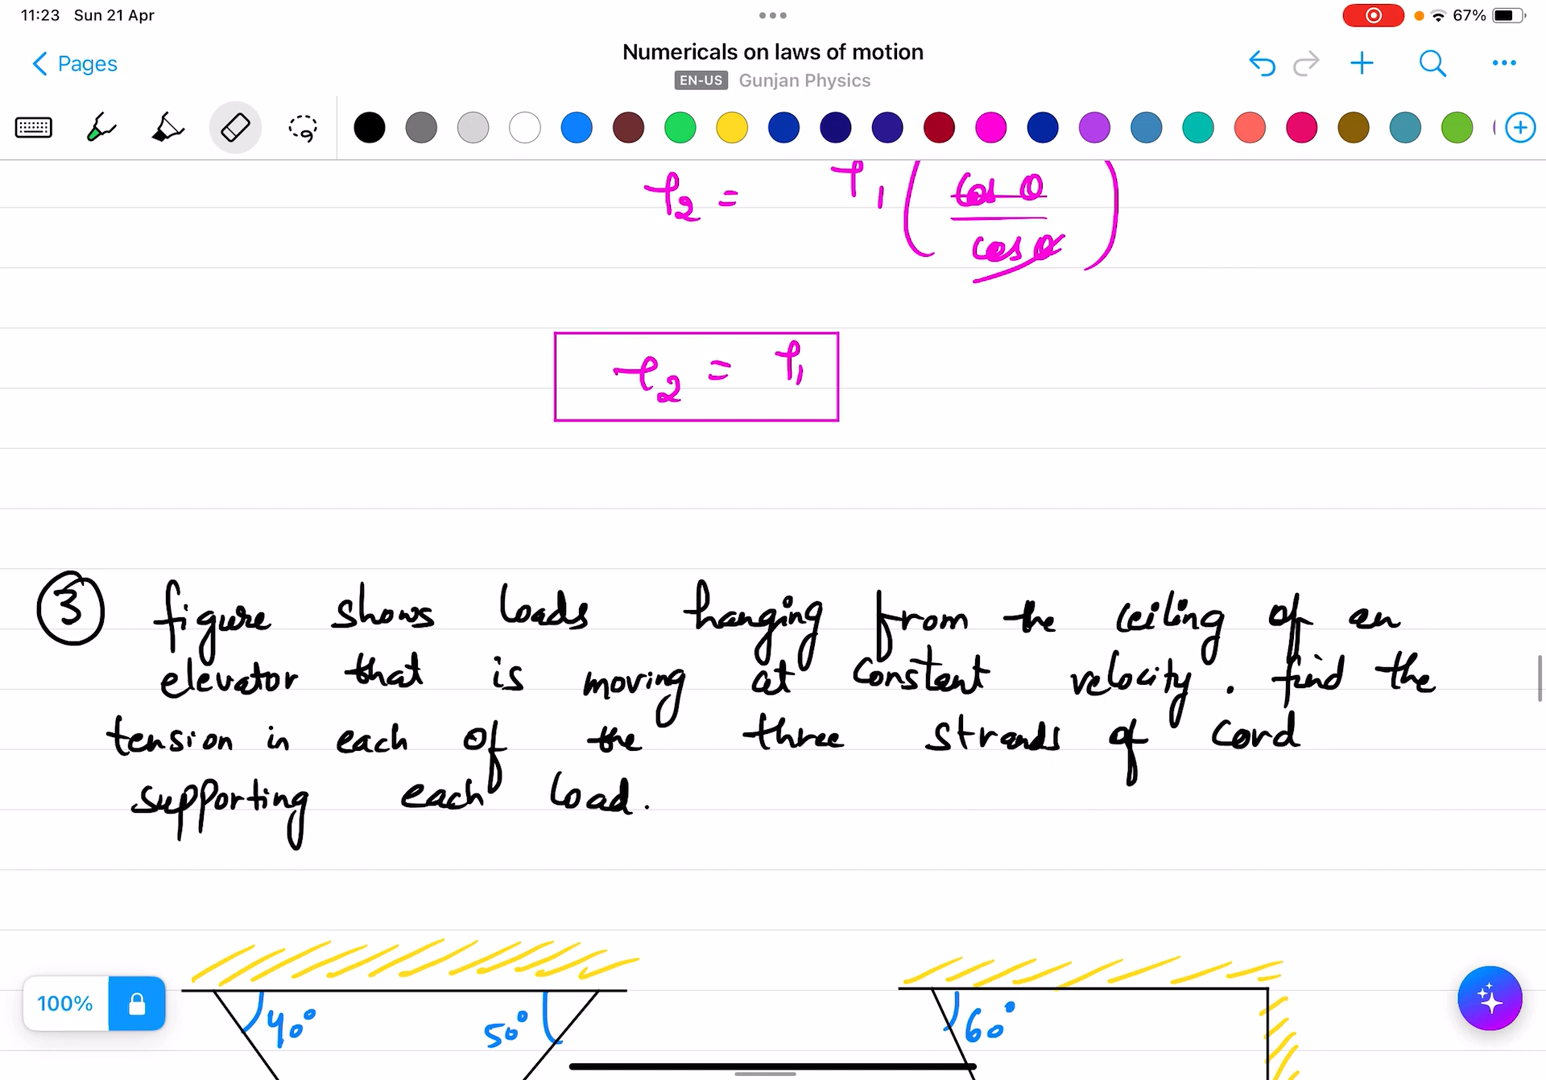 11:23 Sun 21 Apr
67%
Pages
Numericals on laws of motion
EN-US Gunjan Physics
T2 = T1 ( cos θ / cos θ )
T2 = T1
③ figure shows loads hanging from the ceiling of an
elevator that is moving at constant velocity. find the
tension in each of the three strands of cord
supporting each load.
100%
40° 50° 60°